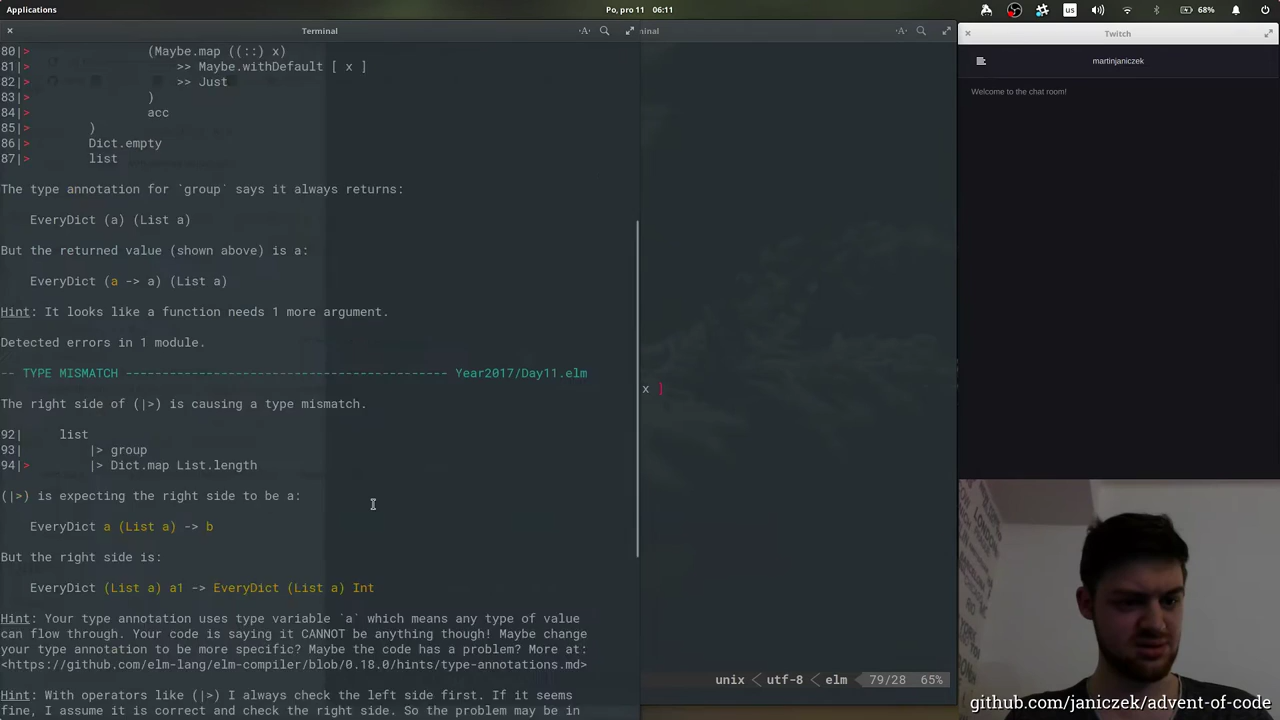 Applications
Po, pro 11 06:11
us
68%
Terminal
minal
Twitch
martinjaniczek
Welcome to the chat room!
80|> (Maybe.map ((::) x)
81|> >> Maybe.withDefault [ x ]
82|> >> Just
83|> )
84|> acc
85|> )
86|> Dict.empty
87|> list
The type annotation for `group` says it always returns:
EveryDict (a) (List a)
But the returned value (shown above) is a:
EveryDict (a -> a) (List a)
Hint: It looks like a function needs 1 more argument.
Detected errors in 1 module.
-- TYPE MISMATCH -------------------------------------------- Year2017/Day11.elm
The right side of (|>) is causing a type mismatch.
92| list
93| |> group
94|> |> Dict.map List.length
(|>) is expecting the right side to be a:
EveryDict a (List a) -> b
But the right side is:
EveryDict (List a) a1 -> EveryDict (List a) Int
Hint: Your type annotation uses type variable `a` which means any type of value
can flow through. Your code is saying it CANNOT be anything though! Maybe change
your type annotation to be more specific? Maybe the code has a problem? More at:
<https://github.com/elm-lang/elm-compiler/blob/0.18.0/hints/type-annotations.md>
Hint: With operators like (|>) I always check the left side first. If it seems
fine, I assume it is correct and check the right side. So the problem may be in
x ]
unix < utf-8 < elm 79/28 65%
LONDON
github.com/janiczek/advent-of-code